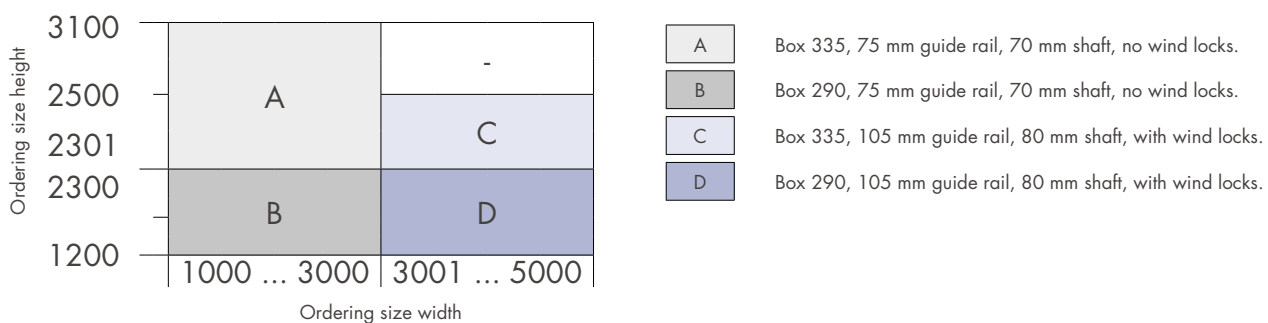 3100
2500
2301
2300
1200
Ordering size height
A
-
C
B
D
1000 ... 3000
3001 ... 5000
Ordering size width
A
Box 335, 75 mm guide rail, 70 mm shaft, no wind locks.
B
Box 290, 75 mm guide rail, 70 mm shaft, no wind locks.
C
Box 335, 105 mm guide rail, 80 mm shaft, with wind locks.
D
Box 290, 105 mm guide rail, 80 mm shaft, with wind locks.